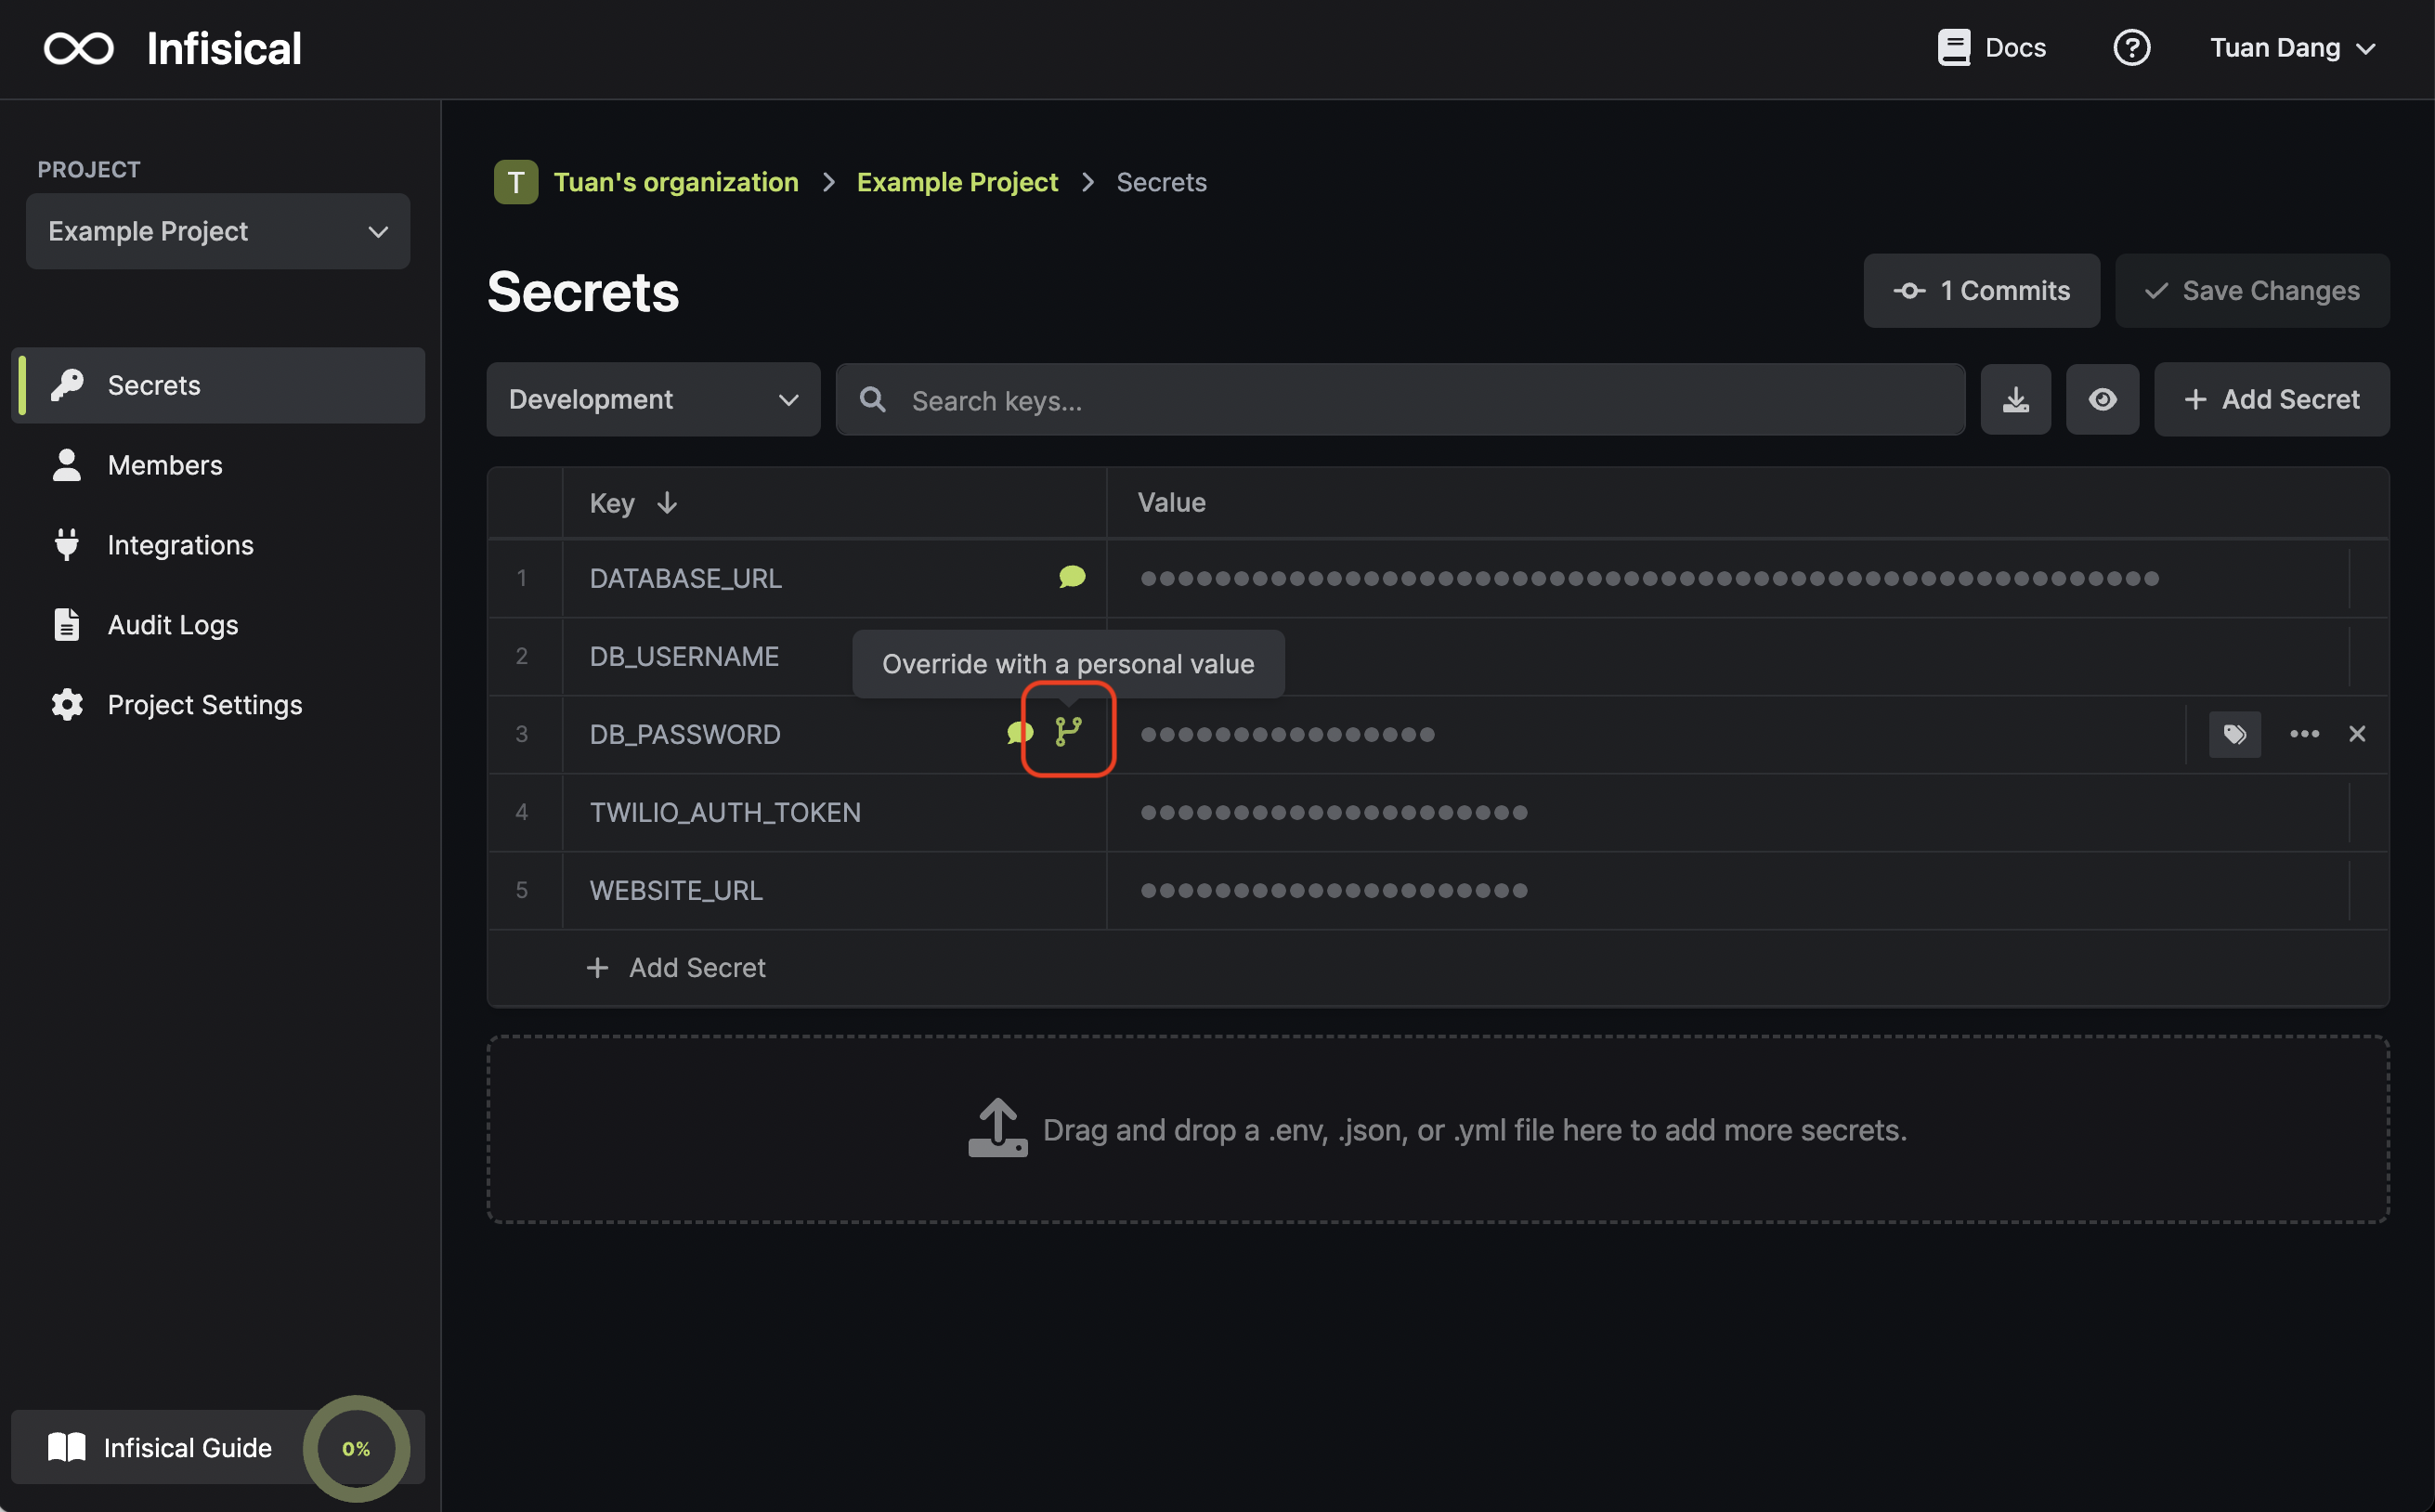 Infisical
Docs
Tuan Dang
PROJECT
Example Project
Secrets
Members
Integrations
Audit Logs
Project Settings
Infisical Guide
0%
T Tuan's organization > Example Project > Secrets
Secrets
1 Commits
Save Changes
Development
Search keys...
Add Secret
Key
Value
1 DATABASE_URL
2 DB_USERNAME
Override with a personal value
3 DB_PASSWORD
4 TWILIO_AUTH_TOKEN
5 WEBSITE_URL
Add Secret
Drag and drop a .env, .json, or .yml file here to add more secrets.